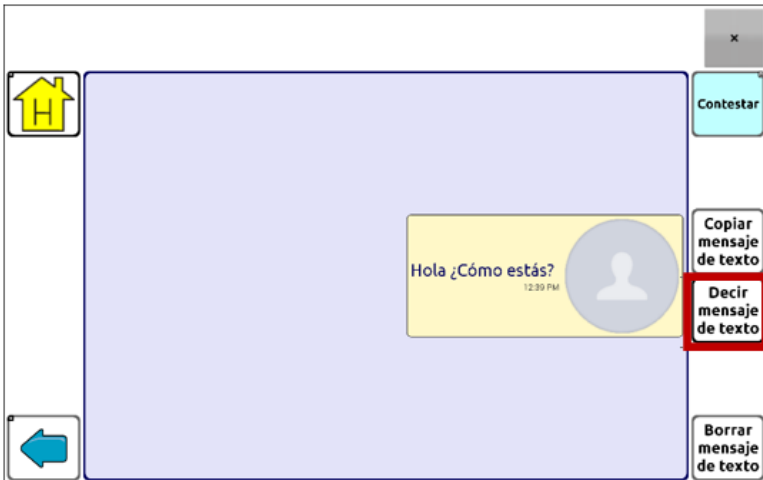 ×
H
Contestar
Copiar
mensaje
de texto
Hola ¿Cómo estás?
12:39 PM
Decir
mensaje
de texto
Borrar
mensaje
de texto